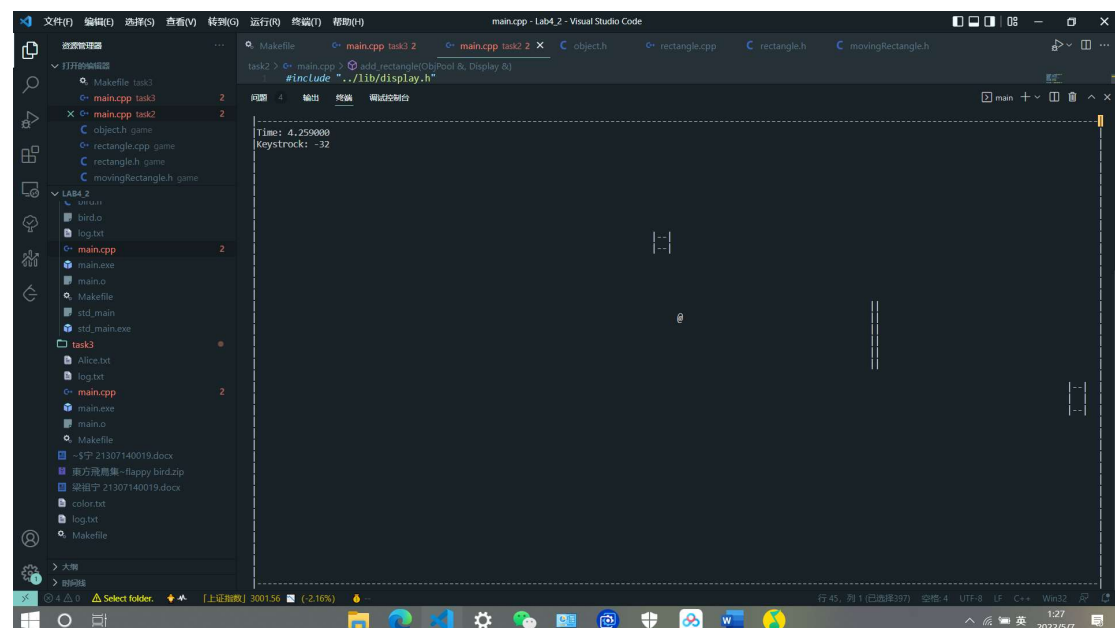 文件(F) 编辑(E) 选择(S) 查看(V) 转到(G) 运行(R) 终端(T) 帮助(H) main.cpp - Lab4_2 - Visual Studio Code
资源管理器
Makefile main.cpp task3 2 main.cpp task2 2 object.h rectangle.cpp rectangle.h movingRectangle.h
打开的编辑器
task2 > main.cpp > add_rectangle(ObjPool &, Display &)
1 #include "../lib/display.h"
Makefile task3
main.cpp task3 2
main.cpp task2 2
object.h game
rectangle.cpp game
rectangle.h game
movingRectangle.h game
问题 4 输出 终端 调试控制台 main
Time: 4.259000
Keystrock: -32
|--|
|--|
@
||
||
||
||
||
||
|--|
| |
|--|
LAB4_2
bird.h
bird.o
log.txt
main.cpp 2
main.exe
main.o
Makefile
std_main
std_main.exe
task3
Alice.txt
log.txt
main.cpp 2
main.exe
main.o
Makefile
~$宁 21307140019.docx
東方飛鳥集~flappy bird.zip
梁祖宁 21307140019.docx
color.txt
log.txt
Makefile
大纲
时间线
1
4 0 Select folder. 「上证指数」3001.56 (-2.16%) --
行 45，列 1 (已选择397) 空格: 4 UTF-8 LF C++ Win32
英 1:27
2022/5/7